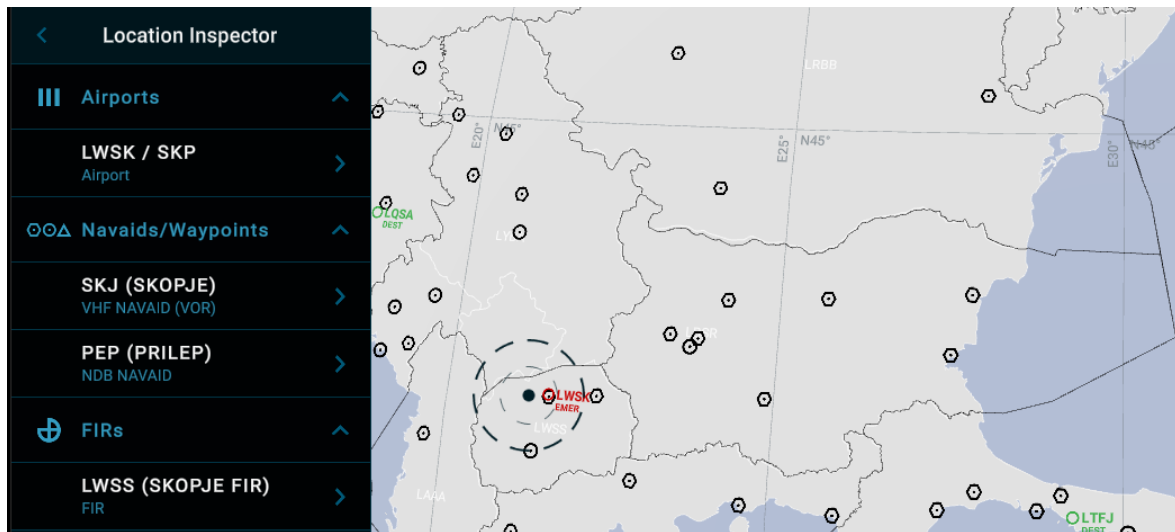 Location Inspector
Airports
LWSK / SKP
Airport
Navaids/Waypoints
SKJ (SKOPJE)
VHF NAVAID (VOR)
PEP (PRILEP)
NDB NAVAID
FIRs
LWSS (SKOPJE FIR)
FIR
LRBB
E20°
N45°
E25°
N45°
E30°
N45°
LQSA
DEST
LWSK
EMER
LWSS
LAAA
LTFJ
DEST